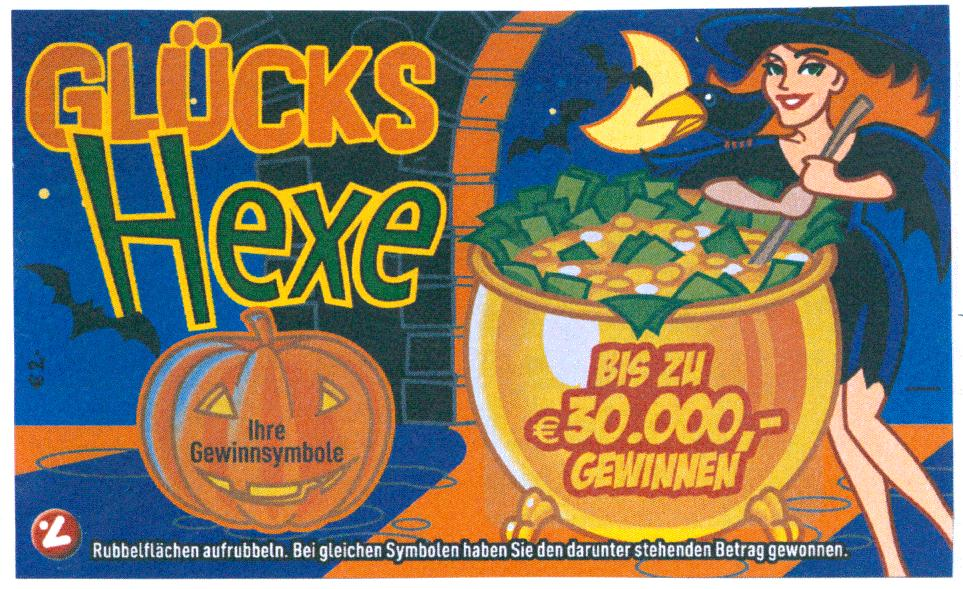 GLÜCKS
Hexe
€ 2,-
Ihre
Gewinnsymbole
BIS ZU
€30.000,-
GEWINNEN
Rubbelflächen aufrubbeln. Bei gleichen Symbolen haben Sie den darunter stehenden Betrag gewonnen.